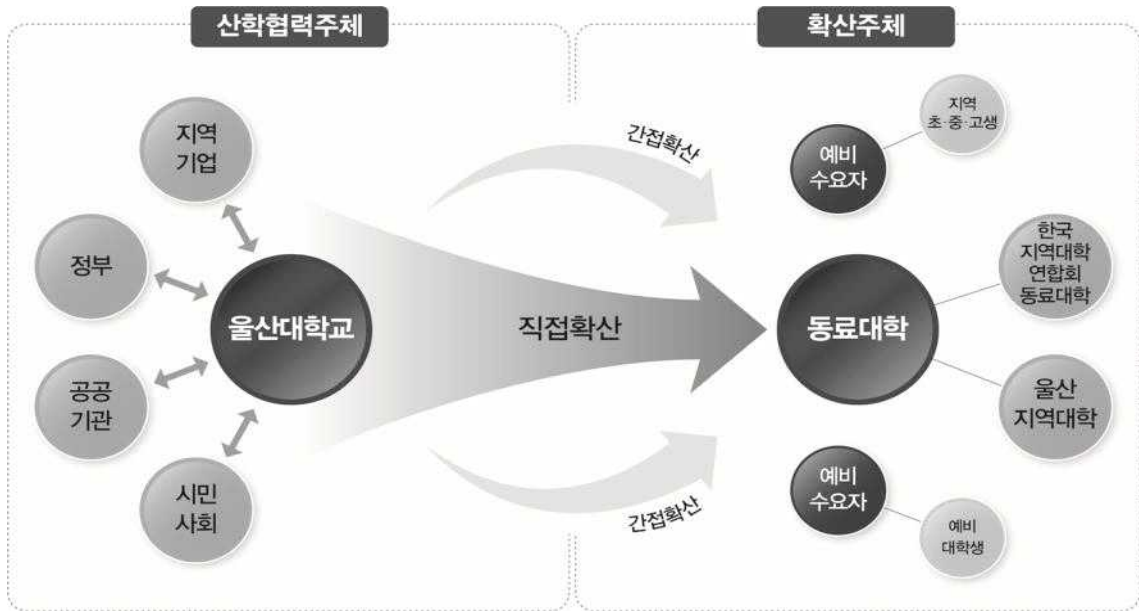 산학협력주체
지역
기업
정부
울산대학교
공공
기관
시민
사회
간접확산
직접확산
간접확산
확산주체
지역
초·중·고생
예비
수요자
한국
지역대학
연합회
동료대학
동료대학
울산
지역대학
예비
수요자
예비
대학생